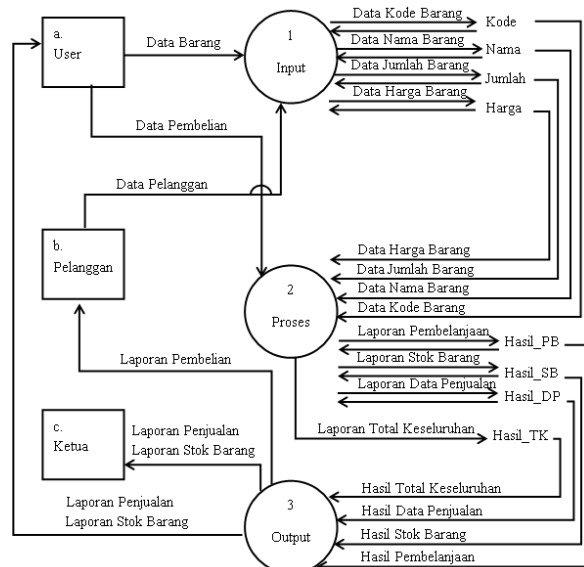 a.
User
Data Barang
1
Input
Data Kode Barang
Kode
Data Nama Barang
Nama
Data Jumlah Barang
Jumlah
Data Harga Barang
Harga
Data Pembelian
Data Pelanggan
b.
Pelanggan
2
Proses
Data Harga Barang
Data Jumlah Barang
Data Nama Barang
Data Kode Barang
Laporan Pembelanjaan
Hasil_PB
Laporan Stok Barang
Hasil_SB
Laporan Data Penjualan
Hasil_DP
Laporan Total Keseluruhan
Hasil_TK
Laporan Pembelian
c.
Ketua
Laporan Penjualan
Laporan Stok Barang
Laporan Penjualan
Laporan Stok Barang
3
Output
Hasil Total Keseluruhan
Hasil Data Penjualan
Hasil Stok Barang
Hasil Pembelanjaan